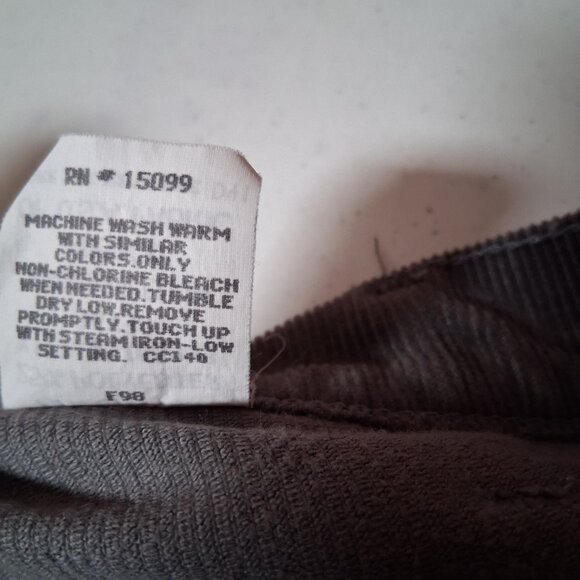 RN # 15099
MACHINE WASH WARM
WITH SIMILAR
COLORS.ONLY
NON-CHLORINE BLEACH
WHEN NEEDED.TUMBLE
DRY LOW.REMOVE
PROMPTLY.TOUCH UP
WITH STEAM IRON-LOW
SETTING. CC140
F98